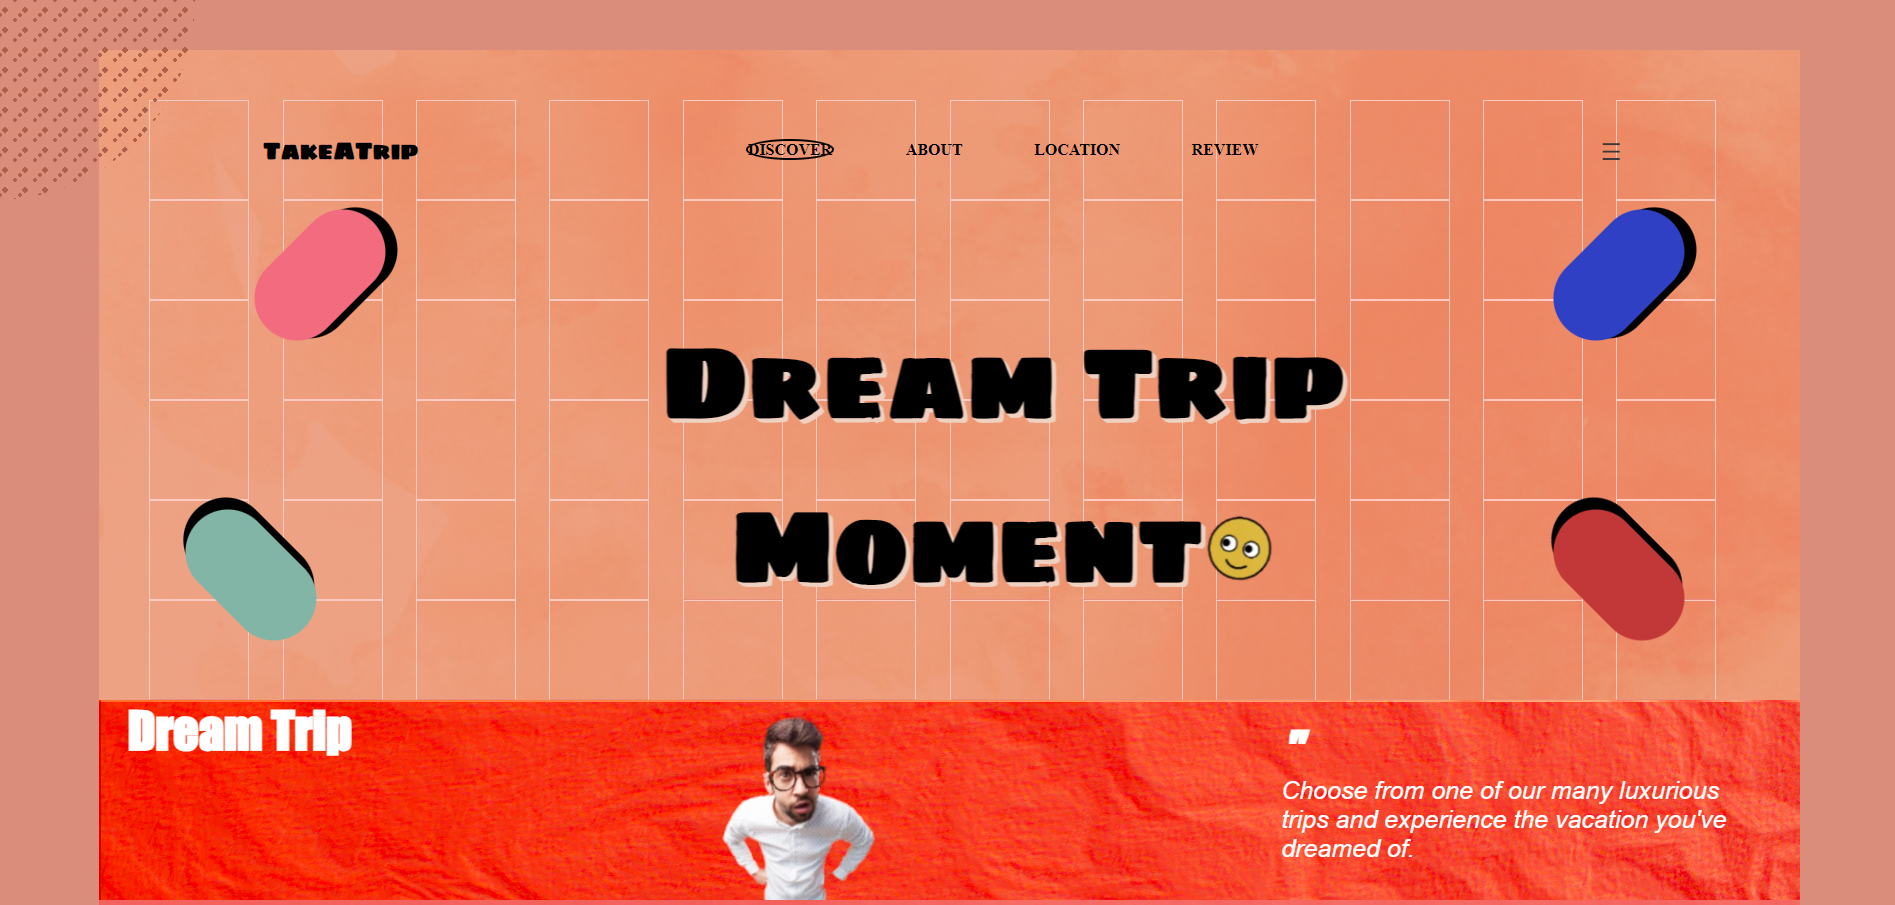 TakeATrip
DISCOVER ABOUT LOCATION REVIEW
Dream Trip
Moment
Dream Trip
"
Choose from one of our many luxurious
trips and experience the vacation you've
dreamed of.